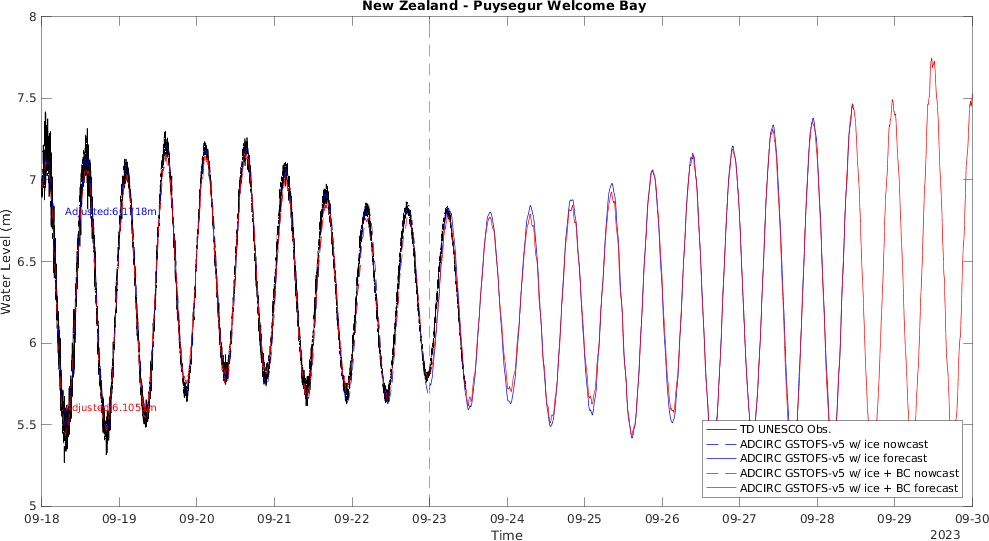 New Zealand - Puysegur Welcome Bay
8
7.5
7
6.5
6
5.5
5
Water Level (m)
Adjusted:6.1718m
TD UNESCO Obs.
ADCIRC GSTOFS-v5 w/ ice nowcast
ADCIRC GSTOFS-v5 w/ ice forecast
ADCIRC GSTOFS-v5 w/ ice + BC nowcast
ADCIRC GSTOFS-v5 w/ ice + BC forecast
09-18 09-19 09-20 09-21 09-22 09-23 09-24 09-25 09-26 09-27 09-28 09-29 09-30
Time
2023